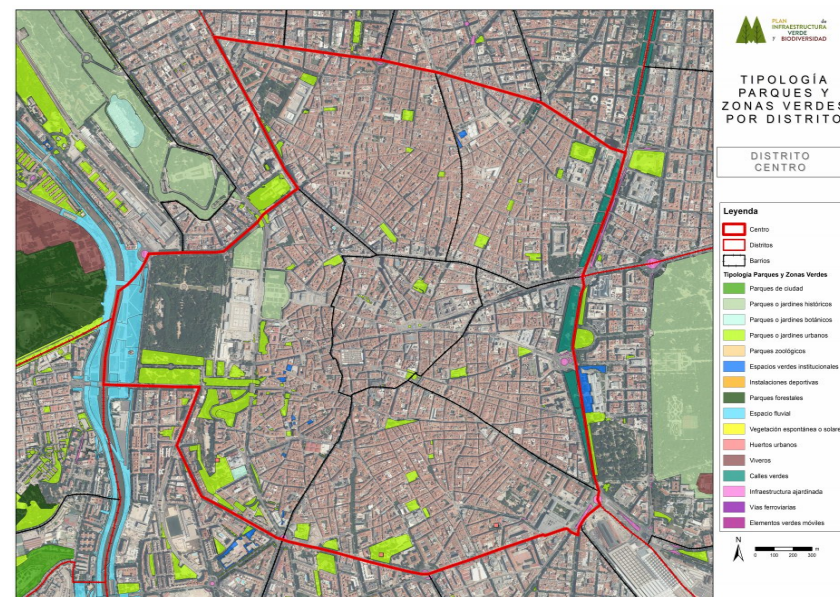 PLAN de
INFRAESTRUCTURA
VERDE
Y BIODIVERSIDAD
TIPOLOGÍA
PARQUES Y
ZONAS VERDES
POR DISTRITO
DISTRITO
CENTRO
Leyenda
Centro
Distritos
Barrios
Tipología Parques y Zonas Verdes
Parques de ciudad
Parques o jardines históricos
Parques o jardines botánicos
Parques o jardines urbanos
Parques zoológicos
Espacios verdes institucionales
Instalaciones deportivas
Parques forestales
Espacio fluvial
Vegetación espontánea o solares
Huertos urbanos
Viveros
Calles verdes
Infraestructura ajardinada
Vías ferroviarias
Elementos verdes móviles
N
0 100 200 300 m